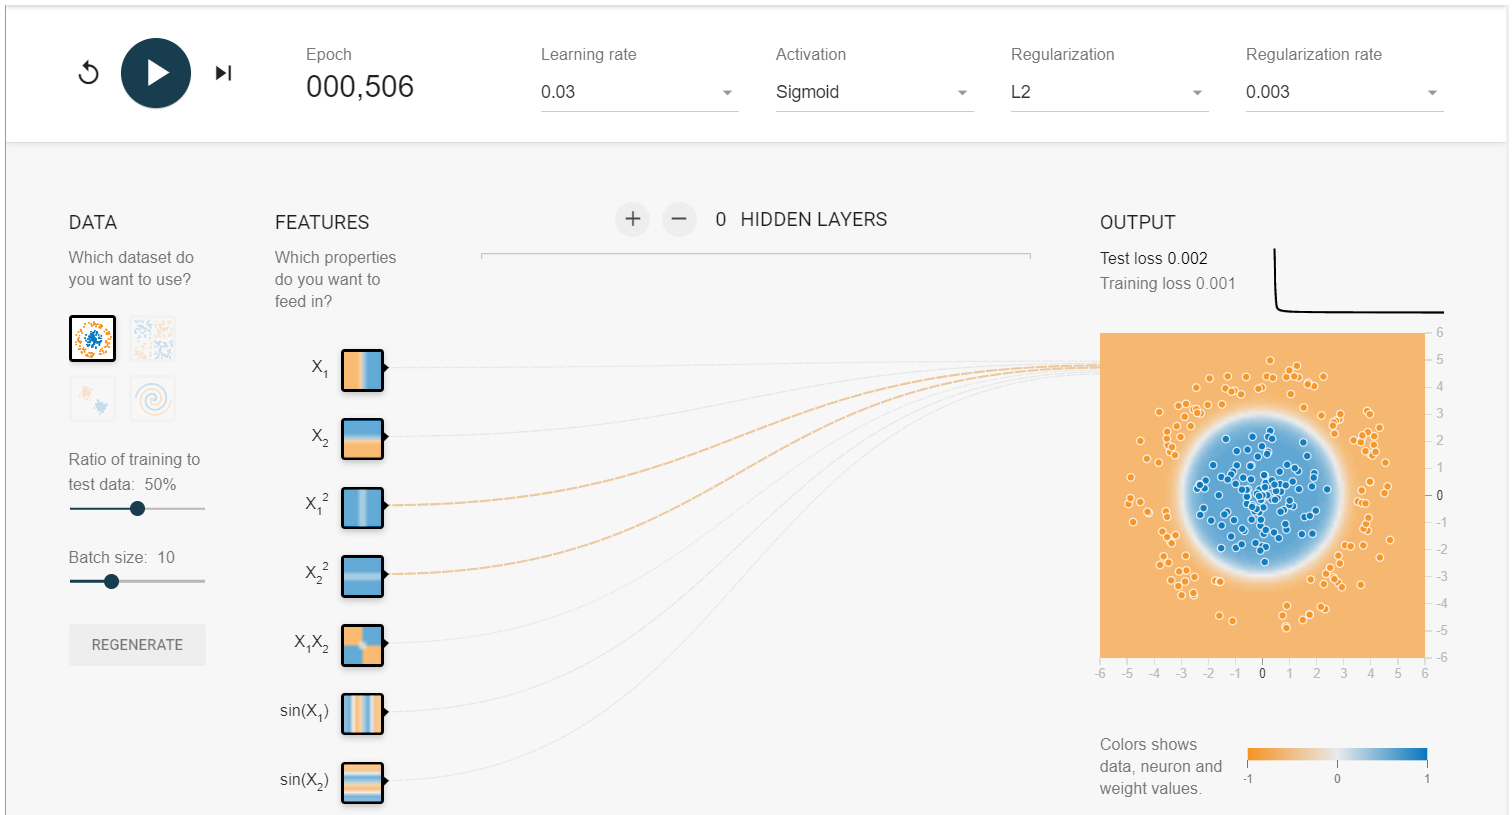 Epoch
000,506
Learning rate
0.03
Activation
Sigmoid
Regularization
L2
Regularization rate
0.003
DATA
Which dataset do
you want to use?
Ratio of training to
test data: 50%
Batch size: 10
REGENERATE
FEATURES
Which properties
do you want to
feed in?
X₁
X₂
X₁²
X₂²
X₁X₂
sin(X₁)
sin(X₂)
+ − 0 HIDDEN LAYERS
OUTPUT
Test loss 0.002
Training loss 0.001
6
5
4
3
2
1
0
-1
-2
-3
-4
-5
-6
-6 -5 -4 -3 -2 -1 0 1 2 3 4 5 6
Colors shows
data, neuron and
weight values.
-1 0 1